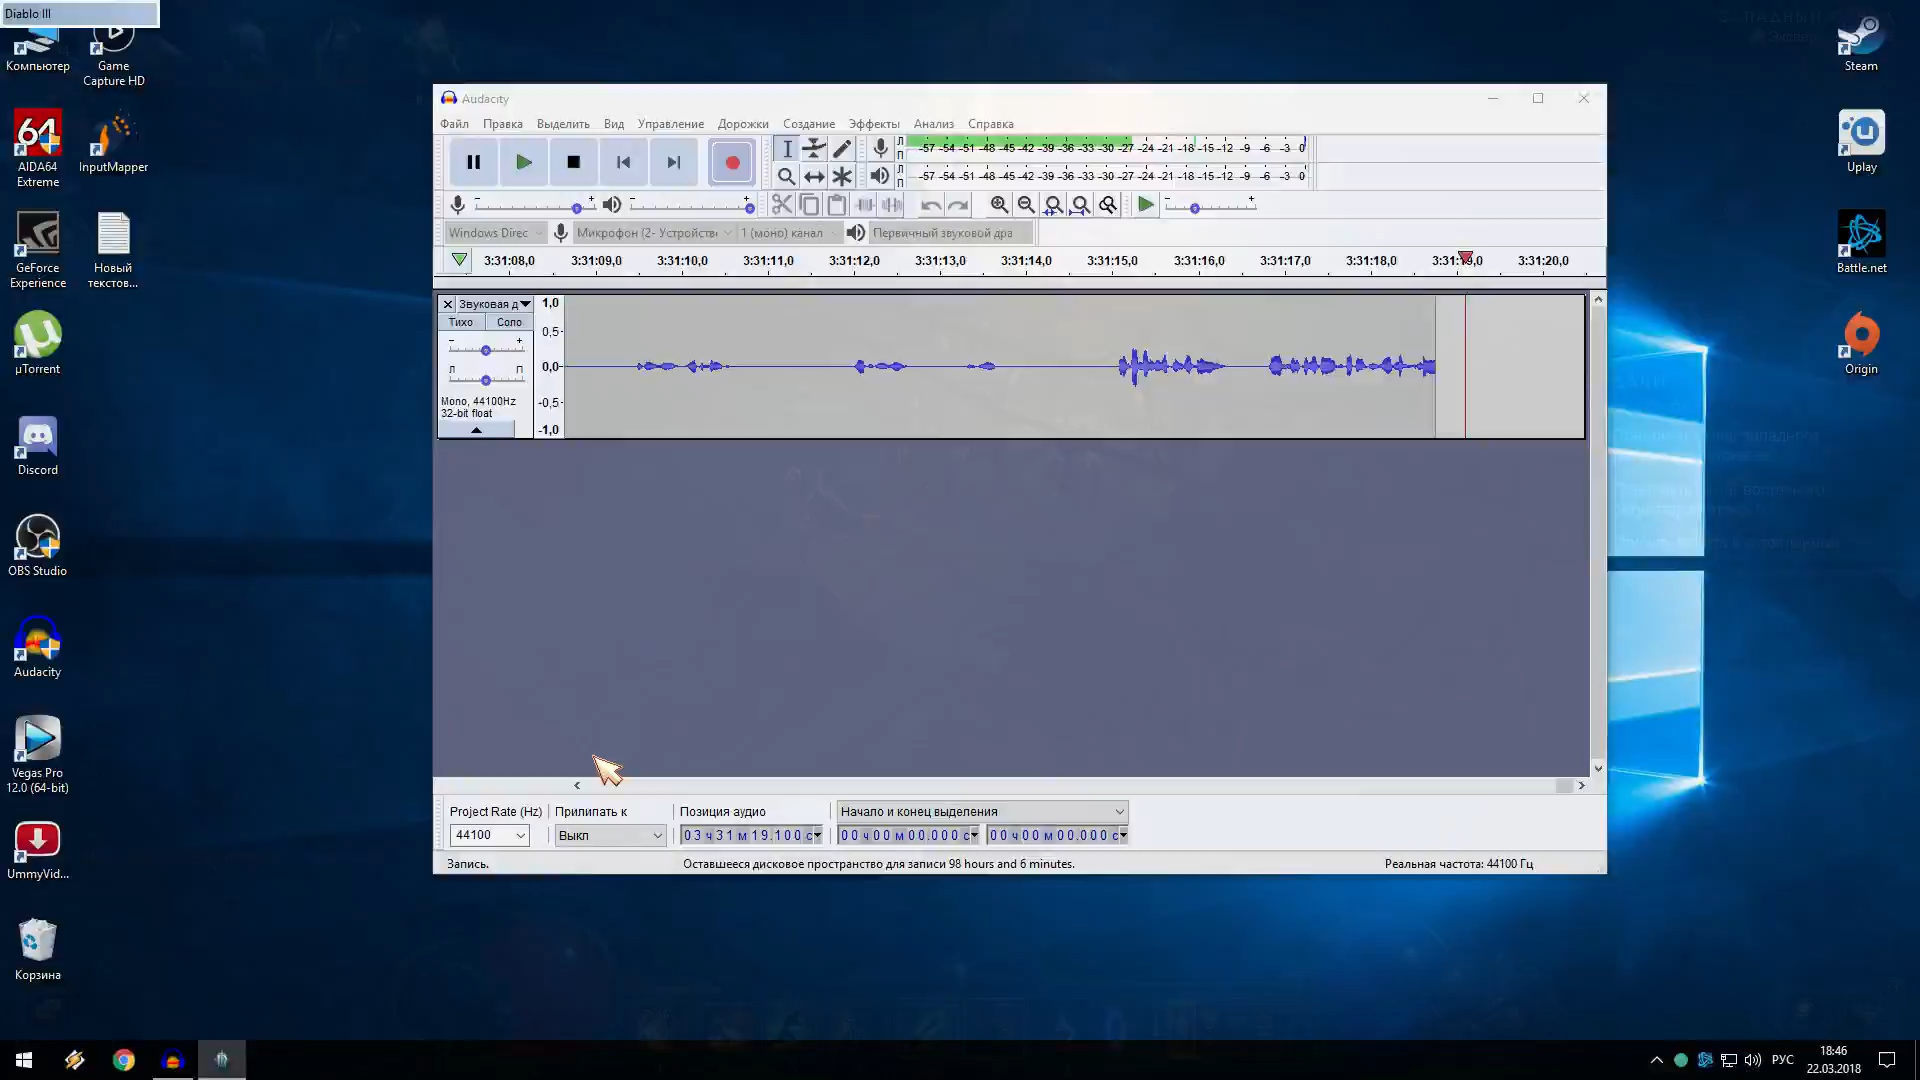 Diablo III
Компьютер
Game
Capture HD
AIDA64
Extreme
InputMapper
GeForce
Experience
Новый
текстов...
µTorrent
Discord
OBS Studio
Audacity
Vegas Pro
12.0 (64-bit)
UmmyVid...
Корзина
Steam
Uplay
Battle.net
Origin
Audacity
Файл Правка Выделить Вид Управление Дорожки Создание Эффекты Анализ Справка
Л -57 -54 -51 -48 -45 -42 -39 -36 -33 -30 -27 -24 -21 -18 -15 -12 -9 -6 -3 0
П
Л -57 -54 -51 -48 -45 -42 -39 -36 -33 -30 -27 -24 -21 -18 -15 -12 -9 -6 -3 0
П
Windows Direc Микрофон (2- Устройств 1 (моно) канал Первичный звуковой дра
3:31:08,0 3:31:09,0 3:31:10,0 3:31:11,0 3:31:12,0 3:31:13,0 3:31:14,0 3:31:15,0 3:31:16,0 3:31:17,0 3:31:18,0 3:31:19,0 3:31:20,0
Звуковая д
Тихо Соло
- +
Л П
Mono, 44100Hz
32-bit float
1,0
0,5-
0,0-
-0,5-
-1,0
Project Rate (Hz) Прилипать к Позиция аудио Начало и конец выделения
44100 Выкл 03 ч 31 м 19.100 с 00 ч 00 м 00.000 с 00 ч 00 м 00.000 с
Запись. Оставшееся дисковое пространство для записи 98 hours and 6 minutes. Реальная частота: 44100 Гц
РУС
18:46
22.03.2018